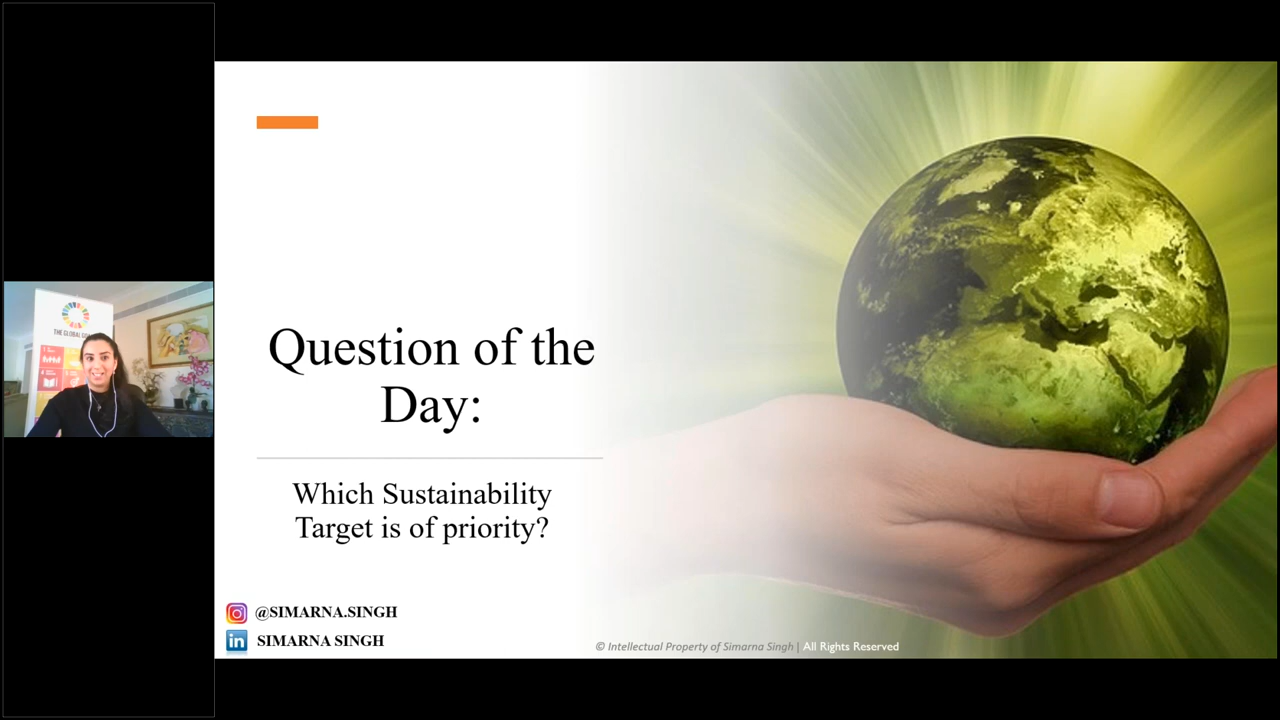 THE GLOBAL
Question of the
Day:
Which Sustainability
Target is of priority?
@SIMARNA.SINGH
in SIMARNA SINGH
© Intellectual Property of Simarna Singh | All Rights Reserved